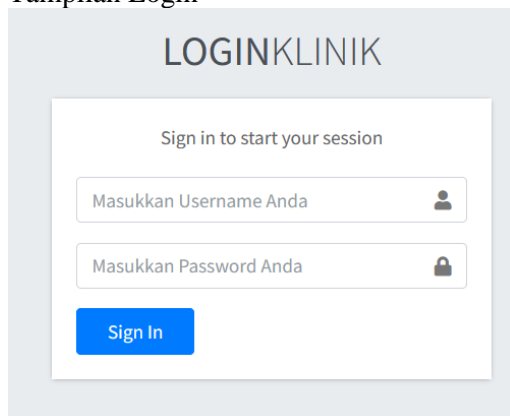 Tampilan Login
LOGINKLINIK
Sign in to start your session
Masukkan Username Anda
Masukkan Password Anda
Sign In